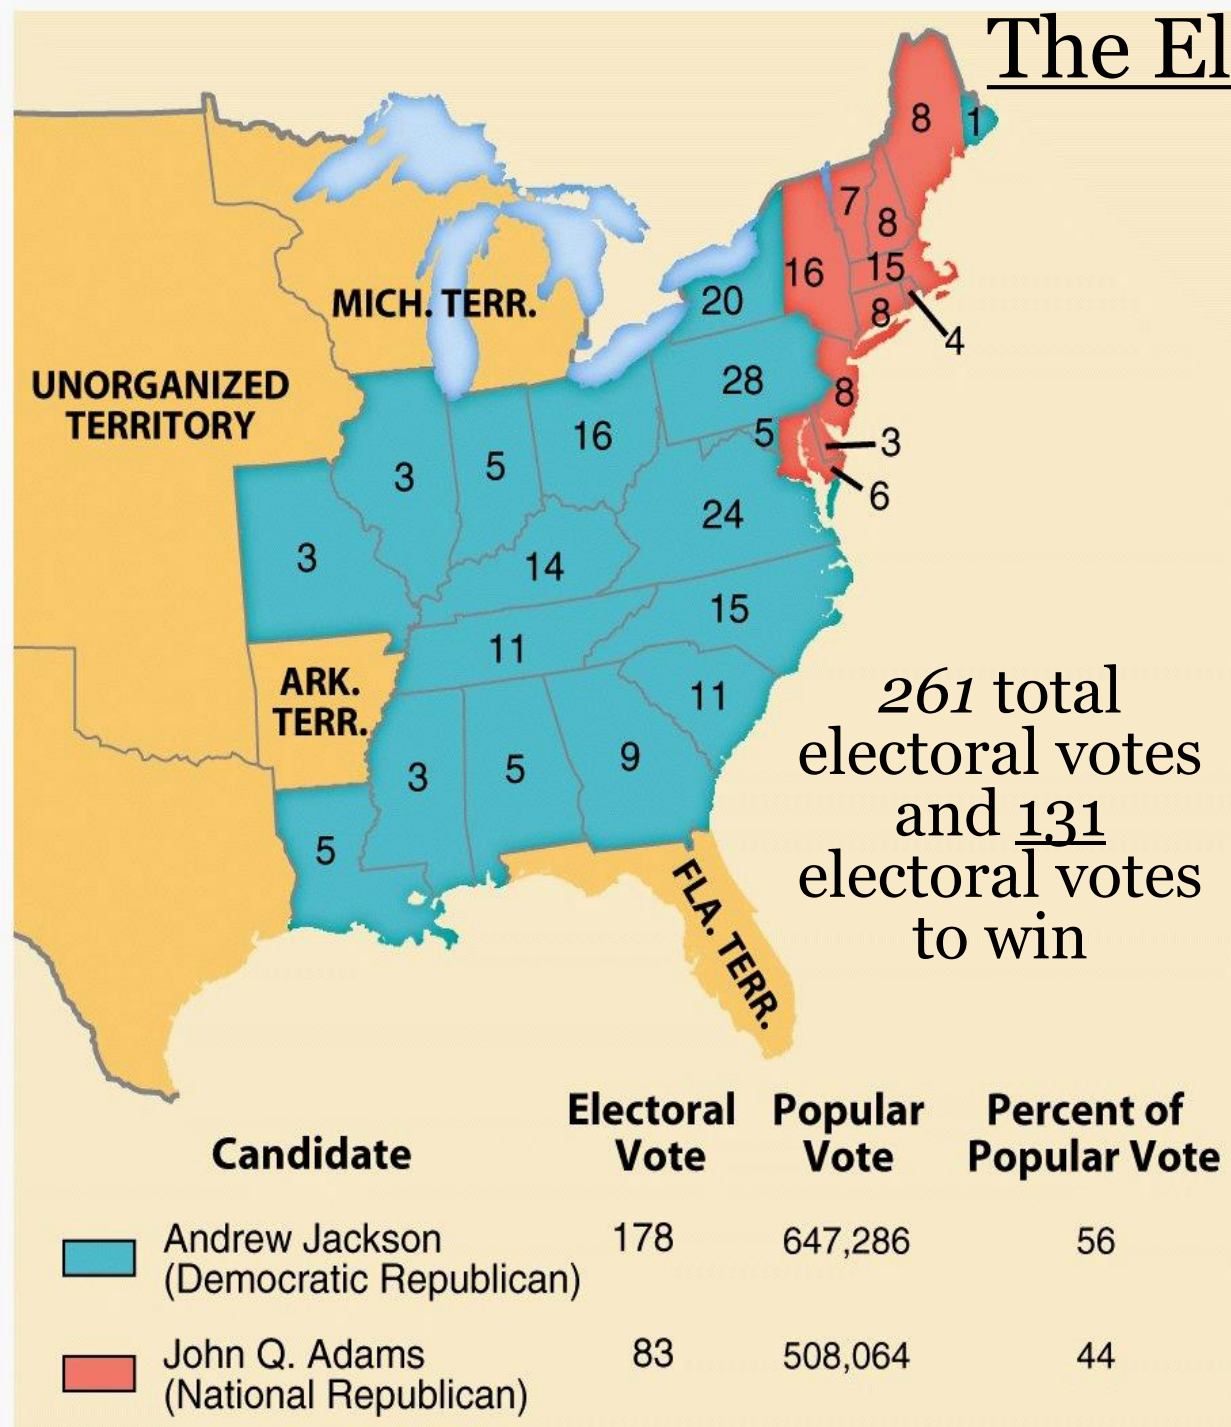 The El
8
1
7
8
16
15
20
8
4
MICH. TERR.
UNORGANIZED
TERRITORY
28
8
5
3
16
3
5
6
24
3
14
15
11
ARK.
TERR.
11
261 total
electoral votes
and 131
electoral votes
to win
3
5
9
5
FLA. TERR.
Candidate
Electoral
Vote
Popular
Vote
Percent of
Popular Vote
Andrew Jackson
(Democratic Republican)
178
647,286
56
John Q. Adams
(National Republican)
83
508,064
44